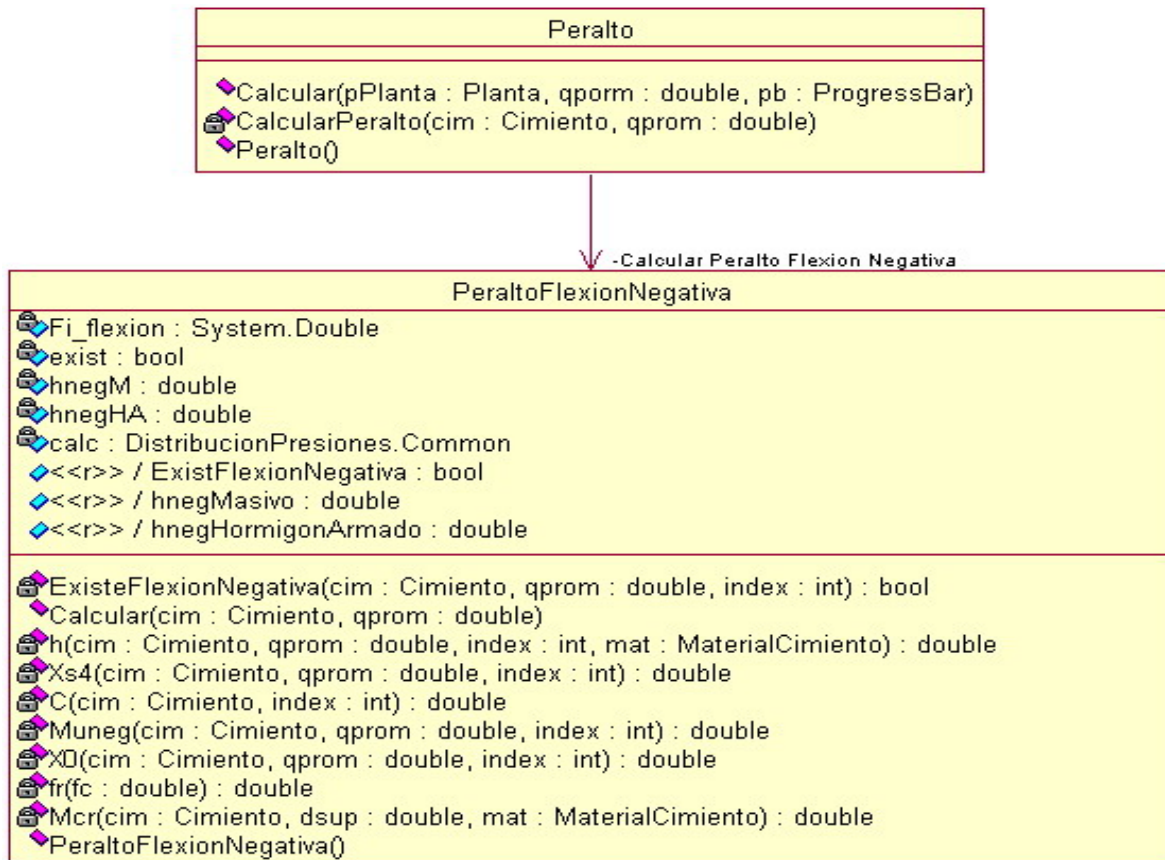 Peralto
Calcular(pPlanta : Planta, qporm : double, pb : ProgressBar)
CalcularPeralto(cim : Cimiento, qprom : double)
Peralto()
-Calcular Peralto Flexion Negativa
PeraltoFlexionNegativa
Fi_flexion : System.Double
exist : bool
hnegM : double
hnegHA : double
calc : DistribucionPresiones.Common
<<r>> / ExistFlexionNegativa : bool
<<r>> / hnegMasivo : double
<<r>> / hnegHormigonArmado : double
ExisteFlexionNegativa(cim : Cimiento, qprom : double, index : int) : bool
Calcular(cim : Cimiento, qprom : double)
h(cim : Cimiento, qprom : double, index : int, mat : MaterialCimiento) : double
Xs4(cim : Cimiento, qprom : double, index : int) : double
C(cim : Cimiento, index : int) : double
Muneg(cim : Cimiento, qprom : double, index : int) : double
X0(cim : Cimiento, qprom : double, index : int) : double
fr(fc : double) : double
Mcr(cim : Cimiento, dsup : double, mat : MaterialCimiento) : double
PeraltoFlexionNegativa()